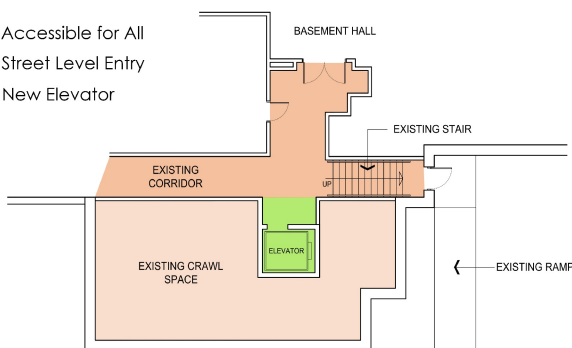 Accessible for All
Street Level Entry
New Elevator
BASEMENT HALL
EXISTING STAIR
EXISTING
CORRIDOR
UP
ELEVATOR
EXISTING CRAWL
SPACE
EXISTING RAMP